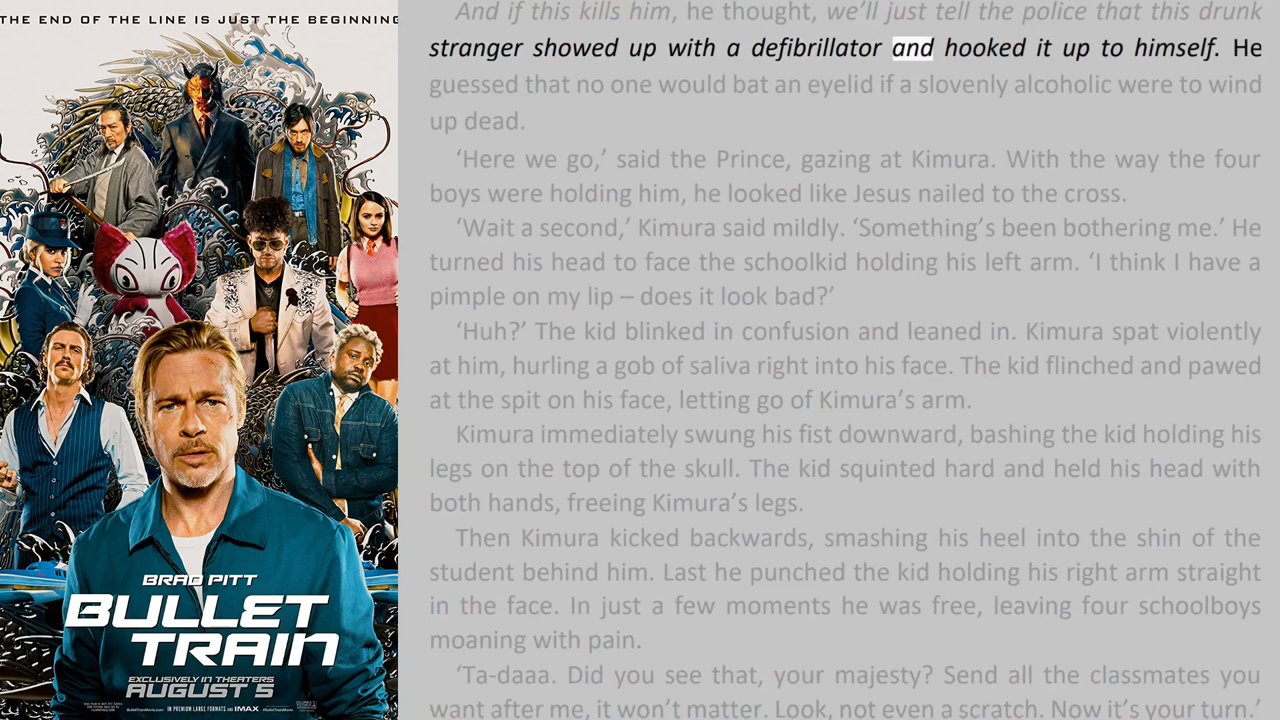 THE END OF THE LINE IS JUST THE BEGINNING
BRAD PITT
BULLET
TRAIN
EXCLUSIVELY IN THEATERS
AUGUST 5
IN PREMIUM LARGE FORMATS AND IMAX
And if this kills him, he thought, we’ll just tell the police that this drunk
stranger showed up with a defibrillator and hooked it up to himself. He
guessed that no one would bat an eyelid if a slovenly alcoholic were to wind
up dead.
‘Here we go,’ said the Prince, gazing at Kimura. With the way the four
boys were holding him, he looked like Jesus nailed to the cross.
‘Wait a second,’ Kimura said mildly. ‘Something’s been bothering me.’ He
turned his head to face the schoolkid holding his left arm. ‘I think I have a
pimple on my lip – does it look bad?’
‘Huh?’ The kid blinked in confusion and leaned in. Kimura spat violently
at him, hurling a gob of saliva right into his face. The kid flinched and pawed
at the spit on his face, letting go of Kimura’s arm.
Kimura immediately swung his fist downward, bashing the kid holding his
legs on the top of the skull. The kid squinted hard and held his head with
both hands, freeing Kimura’s legs.
Then Kimura kicked backwards, smashing his heel into the shin of the
student behind him. Last he punched the kid holding his right arm straight
in the face. In just a few moments he was free, leaving four schoolboys
moaning with pain.
‘Ta-daaa. Did you see that, your majesty? Send all the classmates you
want after me, it won’t matter. Look, not even a scratch. Now it’s your turn.’